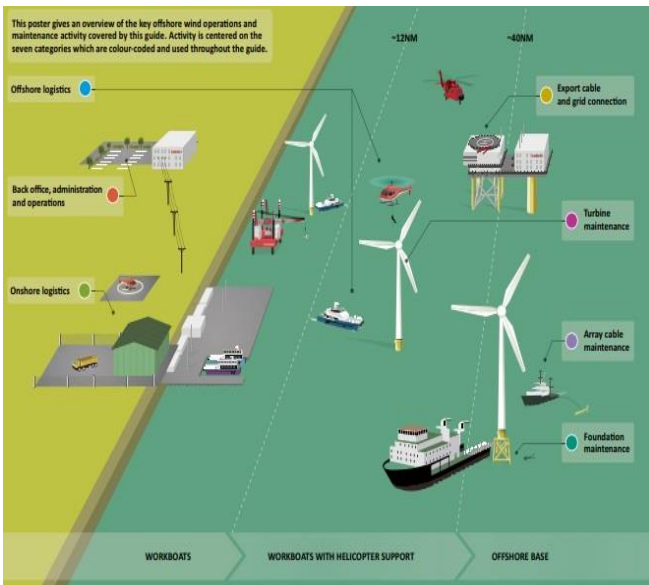 This poster gives an overview of the key offshore wind operations and
maintenance activity covered by this guide. Activity is centered on the
seven categories which are colour-coded and used throughout the guide.
~12NM
~40NM
Offshore logistics
Export cable
and grid connection
Back office, administration
and operations
Turbine
maintenance
Onshore logistics
Array cable
maintenance
Foundation
maintenance
WORKBOATS
WORKBOATS WITH HELICOPTER SUPPORT
OFFSHORE BASE